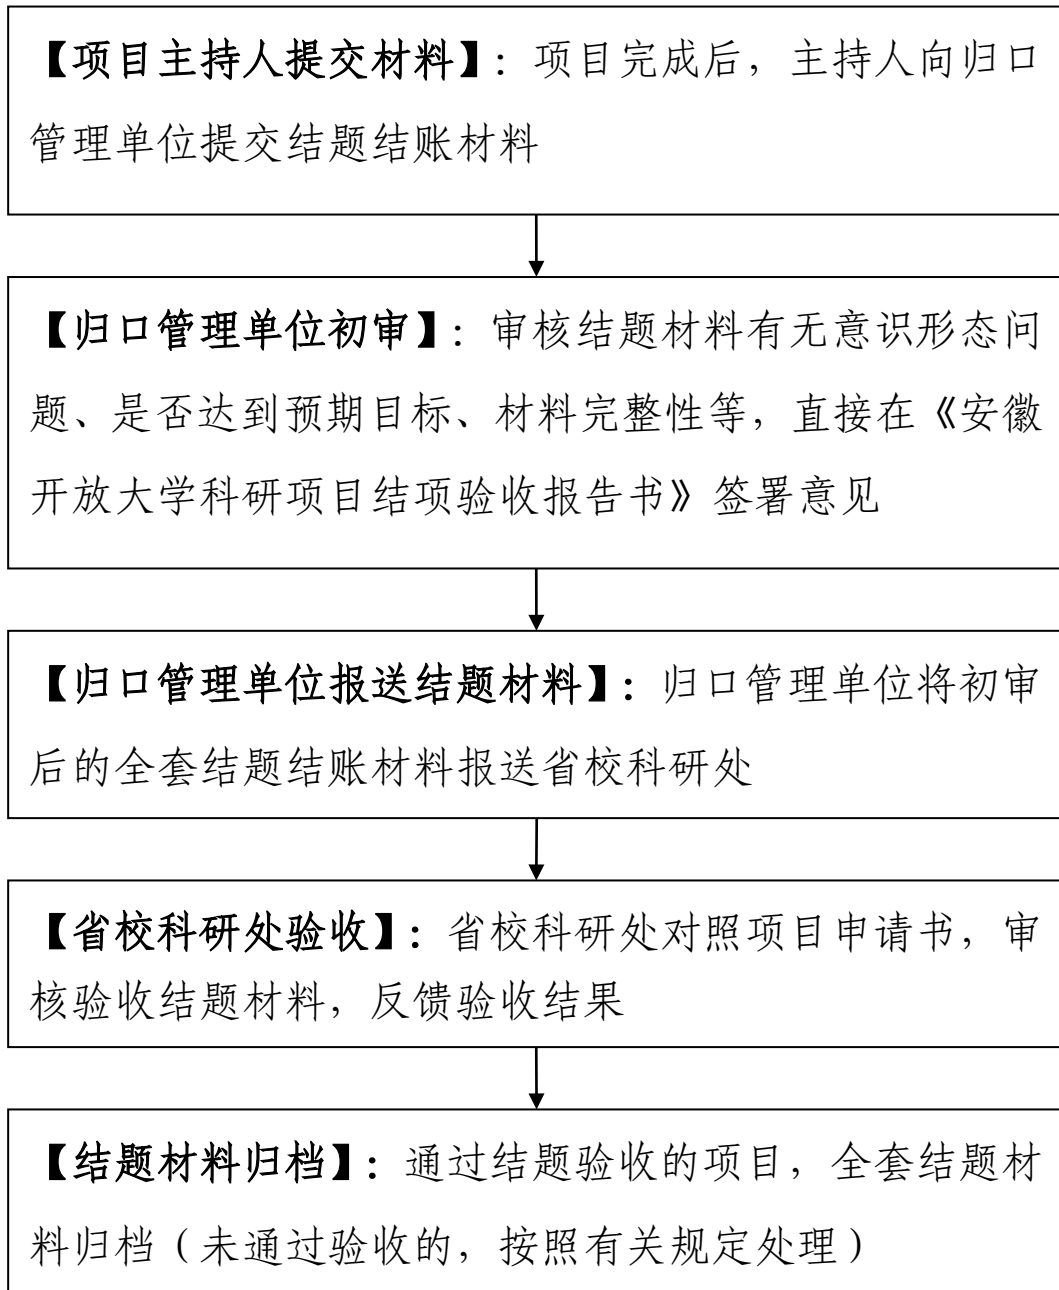 【项目主持人提交材料】：项目完成后，主持人向归口
管理单位提交结题结账材料
【归口管理单位初审】：审核结题材料有无意识形态问
题、是否达到预期目标、材料完整性等，直接在《安徽
开放大学科研项目结项验收报告书》签署意见
【归口管理单位报送结题材料】：归口管理单位将初审
后的全套结题结账材料报送省校科研处
【省校科研处验收】：省校科研处对照项目申请书，审
核验收结题材料，反馈验收结果
【结题材料归档】：通过结题验收的项目，全套结题材
料归档（未通过验收的，按照有关规定处理）